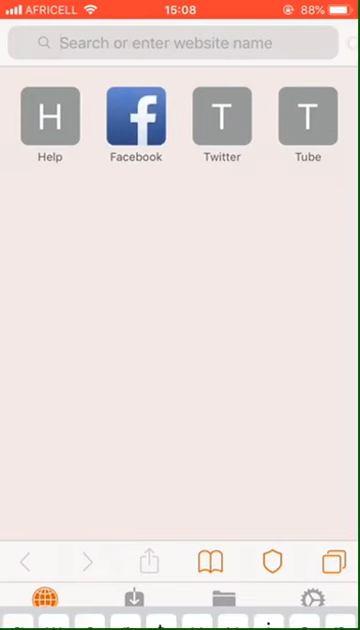 AFRICELL 15:08 88%
Search or enter website name
H f T T
Help Facebook Twitter Tube